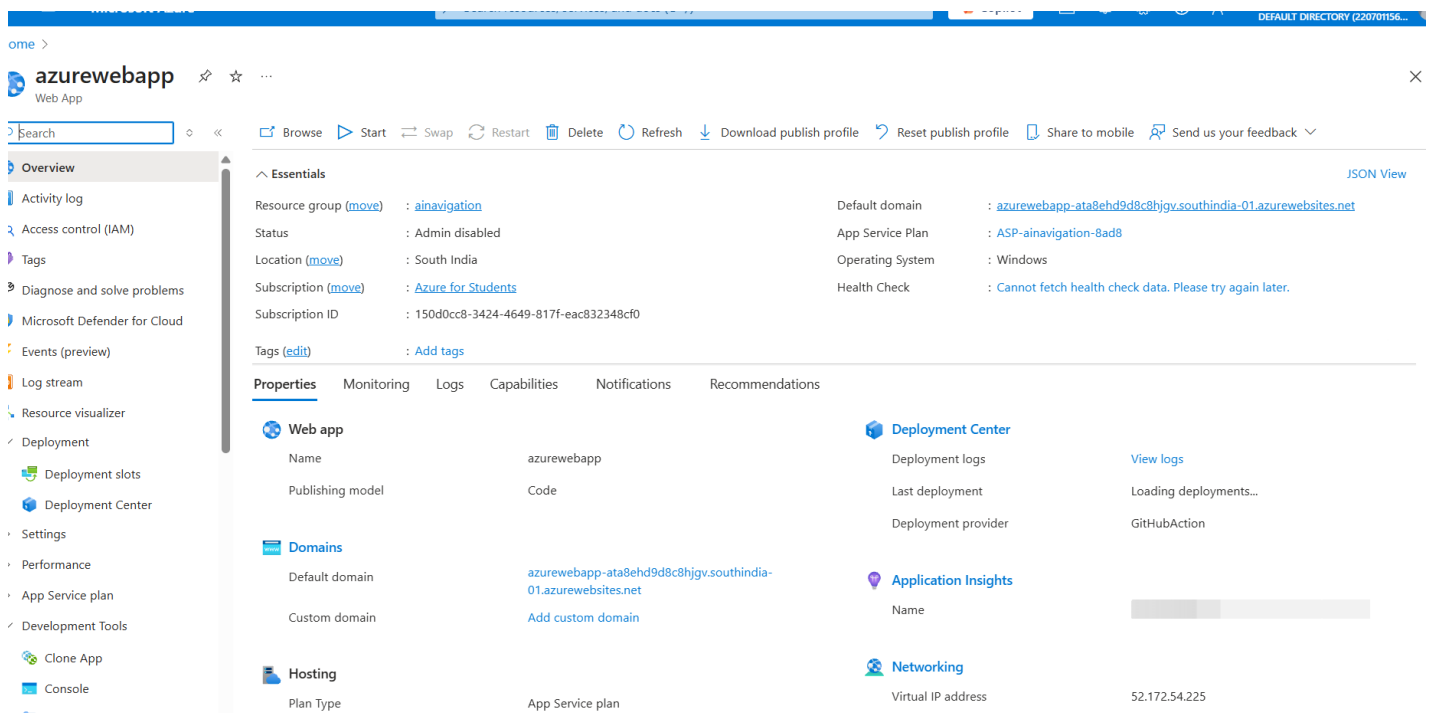 DEFAULT DIRECTORY (220701156...
ome >
azurewebapp
Web App
Search
Browse Start Swap Restart Delete Refresh Download publish profile Reset publish profile Share to mobile Send us your feedback
Overview
Activity log
Access control (IAM)
Tags
Diagnose and solve problems
Microsoft Defender for Cloud
Events (preview)
Log stream
Resource visualizer
Deployment
Deployment slots
Deployment Center
Settings
Performance
App Service plan
Development Tools
Clone App
Console
Essentials
JSON View
Resource group (move) : ainavigation
Status : Admin disabled
Location (move) : South India
Subscription (move) : Azure for Students
Subscription ID : 150d0cc8-3424-4649-817f-eac832348cf0
Tags (edit) : Add tags
Default domain : azurewebapp-ata8ehd9d8c8hjgv.southindia-01.azurewebsites.net
App Service Plan : ASP-ainavigation-8ad8
Operating System : Windows
Health Check : Cannot fetch health check data. Please try again later.
Properties Monitoring Logs Capabilities Notifications Recommendations
Web app
Name azurewebapp
Publishing model Code
Domains
Default domain azurewebapp-ata8ehd9d8c8hjgv.southindia-
01.azurewebsites.net
Custom domain Add custom domain
Hosting
Plan Type App Service plan
Deployment Center
Deployment logs View logs
Last deployment Loading deployments...
Deployment provider GitHubAction
Application Insights
Name
Networking
Virtual IP address 52.172.54.225